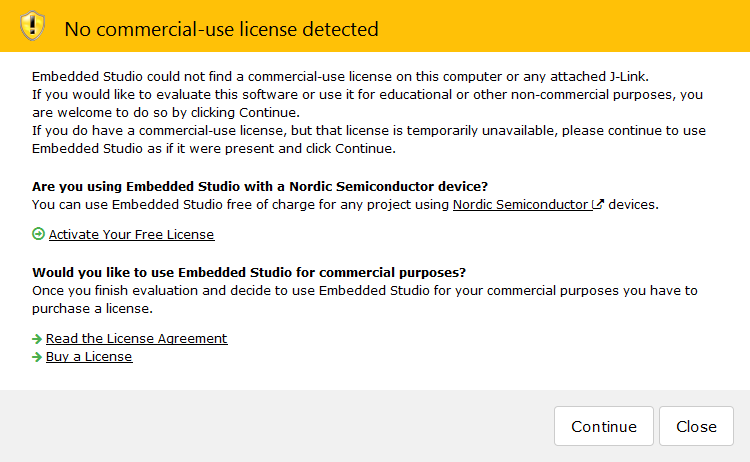 No commercial-use license detected
Embedded Studio could not find a commercial-use license on this computer or any attached J-Link.
If you would like to evaluate this software or use it for educational or other non-commercial purposes, you
are welcome to do so by clicking Continue.
If you do have a commercial-use license, but that license is temporarily unavailable, please continue to use
Embedded Studio as if it were present and click Continue.
Are you using Embedded Studio with a Nordic Semiconductor device?
You can use Embedded Studio free of charge for any project using Nordic Semiconductor devices.
Activate Your Free License
Would you like to use Embedded Studio for commercial purposes?
Once you finish evaluation and decide to use Embedded Studio for your commercial purposes you have to
purchase a license.
Read the License Agreement
Buy a License
Continue Close